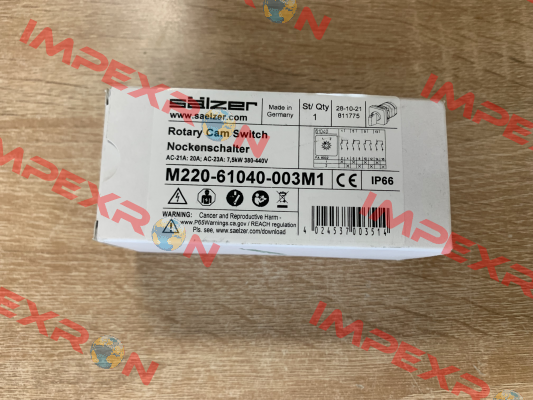 sälzer
www.saelzer.com
Made in
Germany
St/ Qty
1
28-10-21
811775
Rotary Cam Switch
Nockenschalter
AC-21A: 20A; AC-23A: 7,5kW 380-440V
M220-61040-003M1
CE
IP66
WARNING: Cancer and Reproductive Harm -
www.P65Warnings.ca.gov / REACH regulation
Pls. see, www.saelzer.com/download
4 024537 003514
IMPEXRON
IMPEXRON
IMPEXRON
IMPEXRON